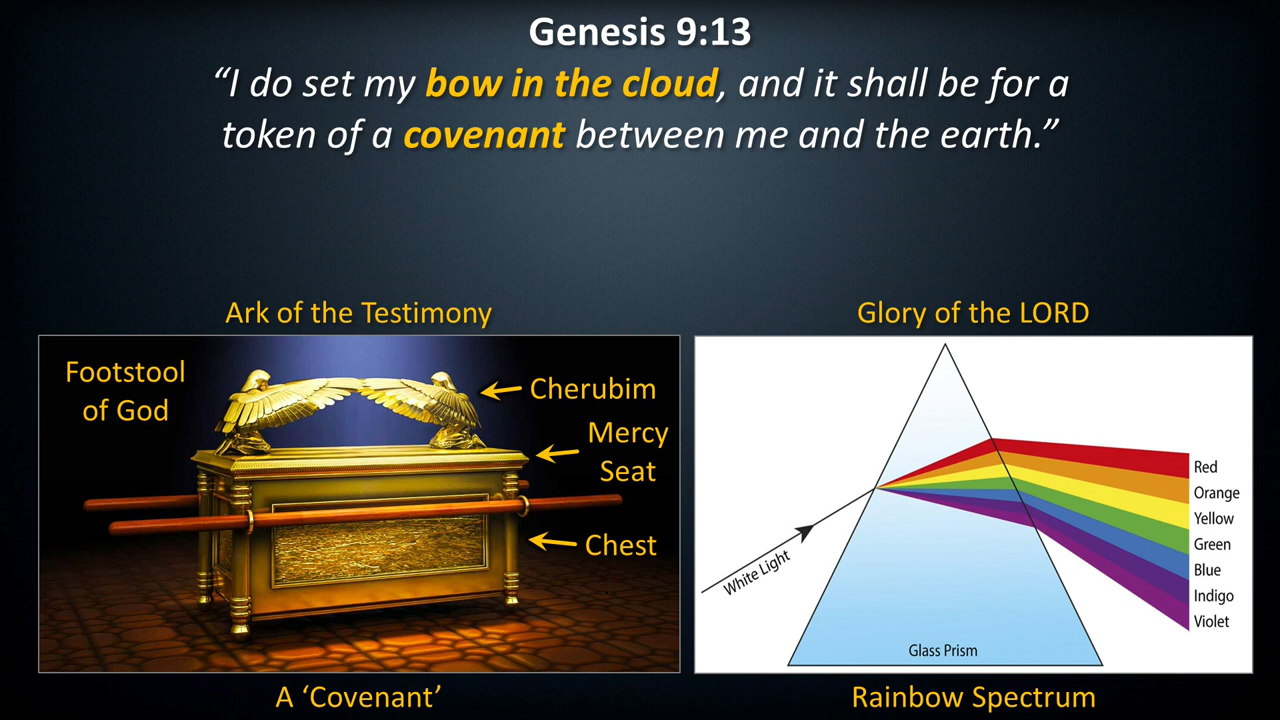 Genesis 9:13
“I do set my bow in the cloud, and it shall be for a
token of a covenant between me and the earth.”
Ark of the Testimony
Footstool
of God
Cherubim
Mercy
Seat
Chest
A ‘Covenant’
Glory of the LORD
White Light
Glass Prism
Red
Orange
Yellow
Green
Blue
Indigo
Violet
Rainbow Spectrum